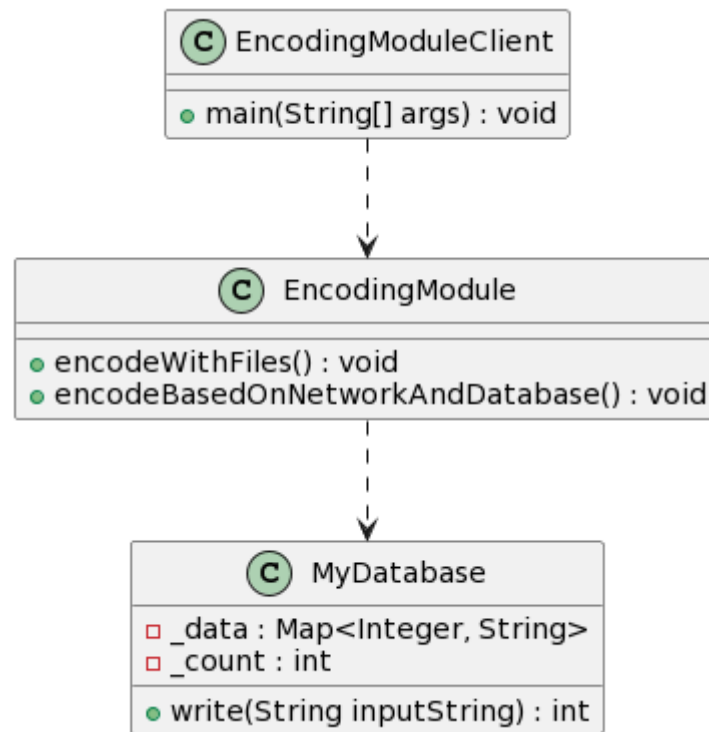 C EncodingModuleClient
main(String[] args) : void
C EncodingModule
encodeWithFiles() : void
encodeBasedOnNetworkAndDatabase() : void
C MyDatabase
_data : Map<Integer, String>
_count : int
write(String inputString) : int